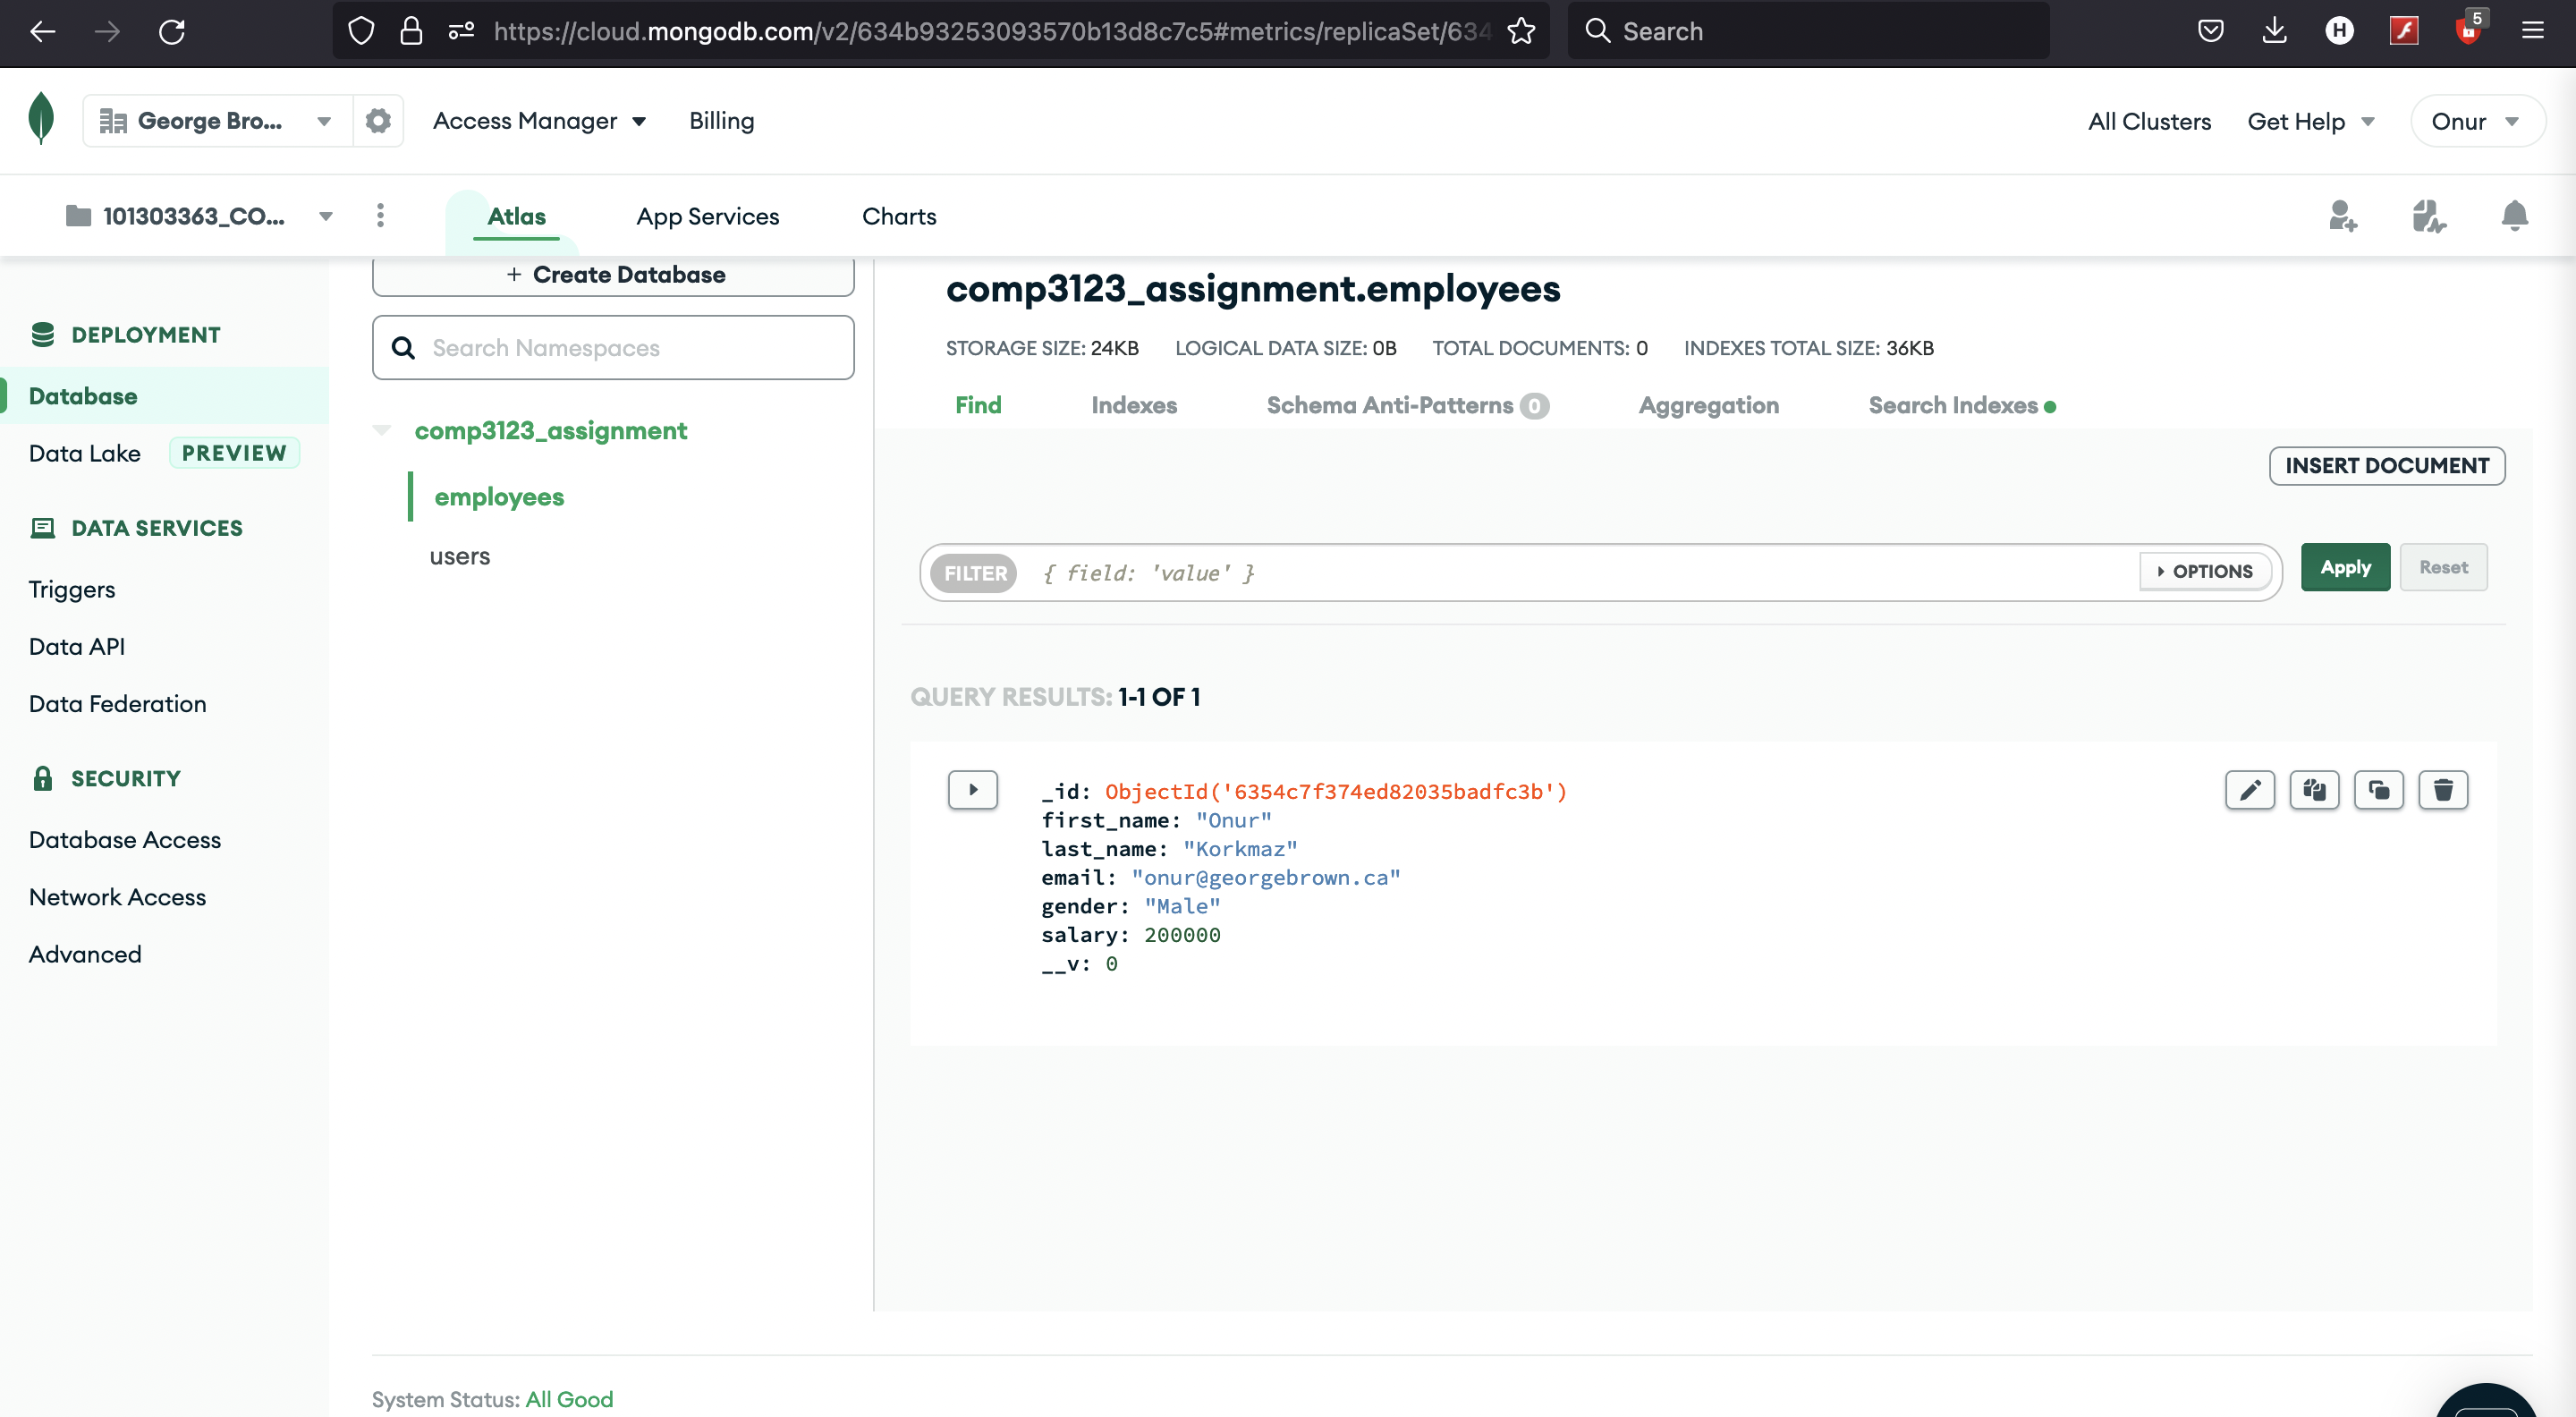 https://cloud.mongodb.com/v2/634b93253093570b13d8c7c5#metrics/replicaSet/634
Search
H
5
George Bro...
Access Manager
Billing
All Clusters
Get Help
Onur
101303363_CO...
Atlas
App Services
Charts
DEPLOYMENT
Database
Data Lake PREVIEW
DATA SERVICES
Triggers
Data API
Data Federation
SECURITY
Database Access
Network Access
Advanced
+ Create Database
Search Namespaces
comp3123_assignment
employees
users
comp3123_assignment.employees
STORAGE SIZE: 24KB LOGICAL DATA SIZE: 0B TOTAL DOCUMENTS: 0 INDEXES TOTAL SIZE: 36KB
Find Indexes Schema Anti-Patterns 0 Aggregation Search Indexes
INSERT DOCUMENT
FILTER { field: 'value' } OPTIONS Apply Reset
QUERY RESULTS: 1-1 OF 1
_id: ObjectId('6354c7f374ed82035badfc3b')
first_name: "Onur"
last_name: "Korkmaz"
email: "onur@georgebrown.ca"
gender: "Male"
salary: 200000
__v: 0
System Status: All Good